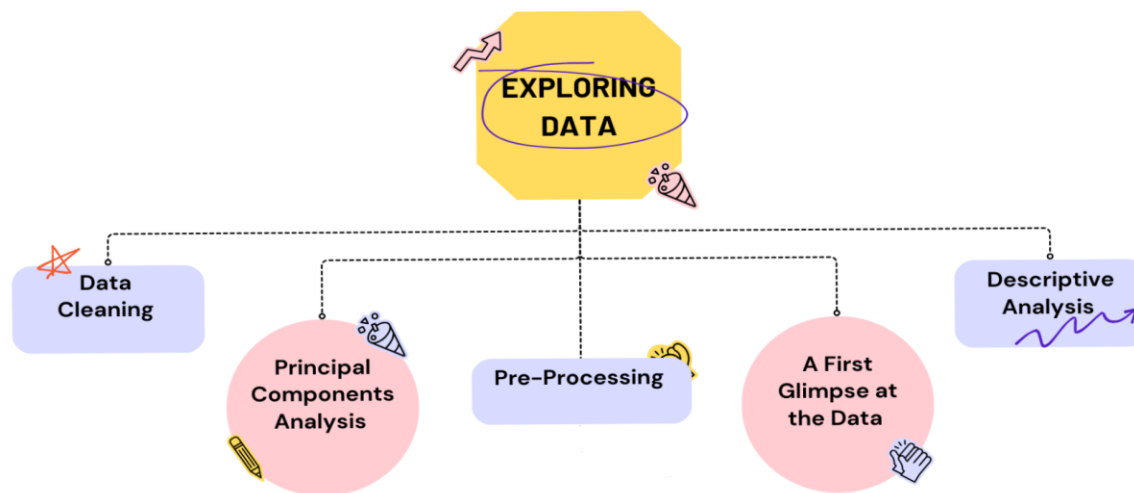 EXPLORING
DATA
Data
Cleaning
Principal
Components
Analysis
Pre-Processing
A First
Glimpse at
the Data
Descriptive
Analysis